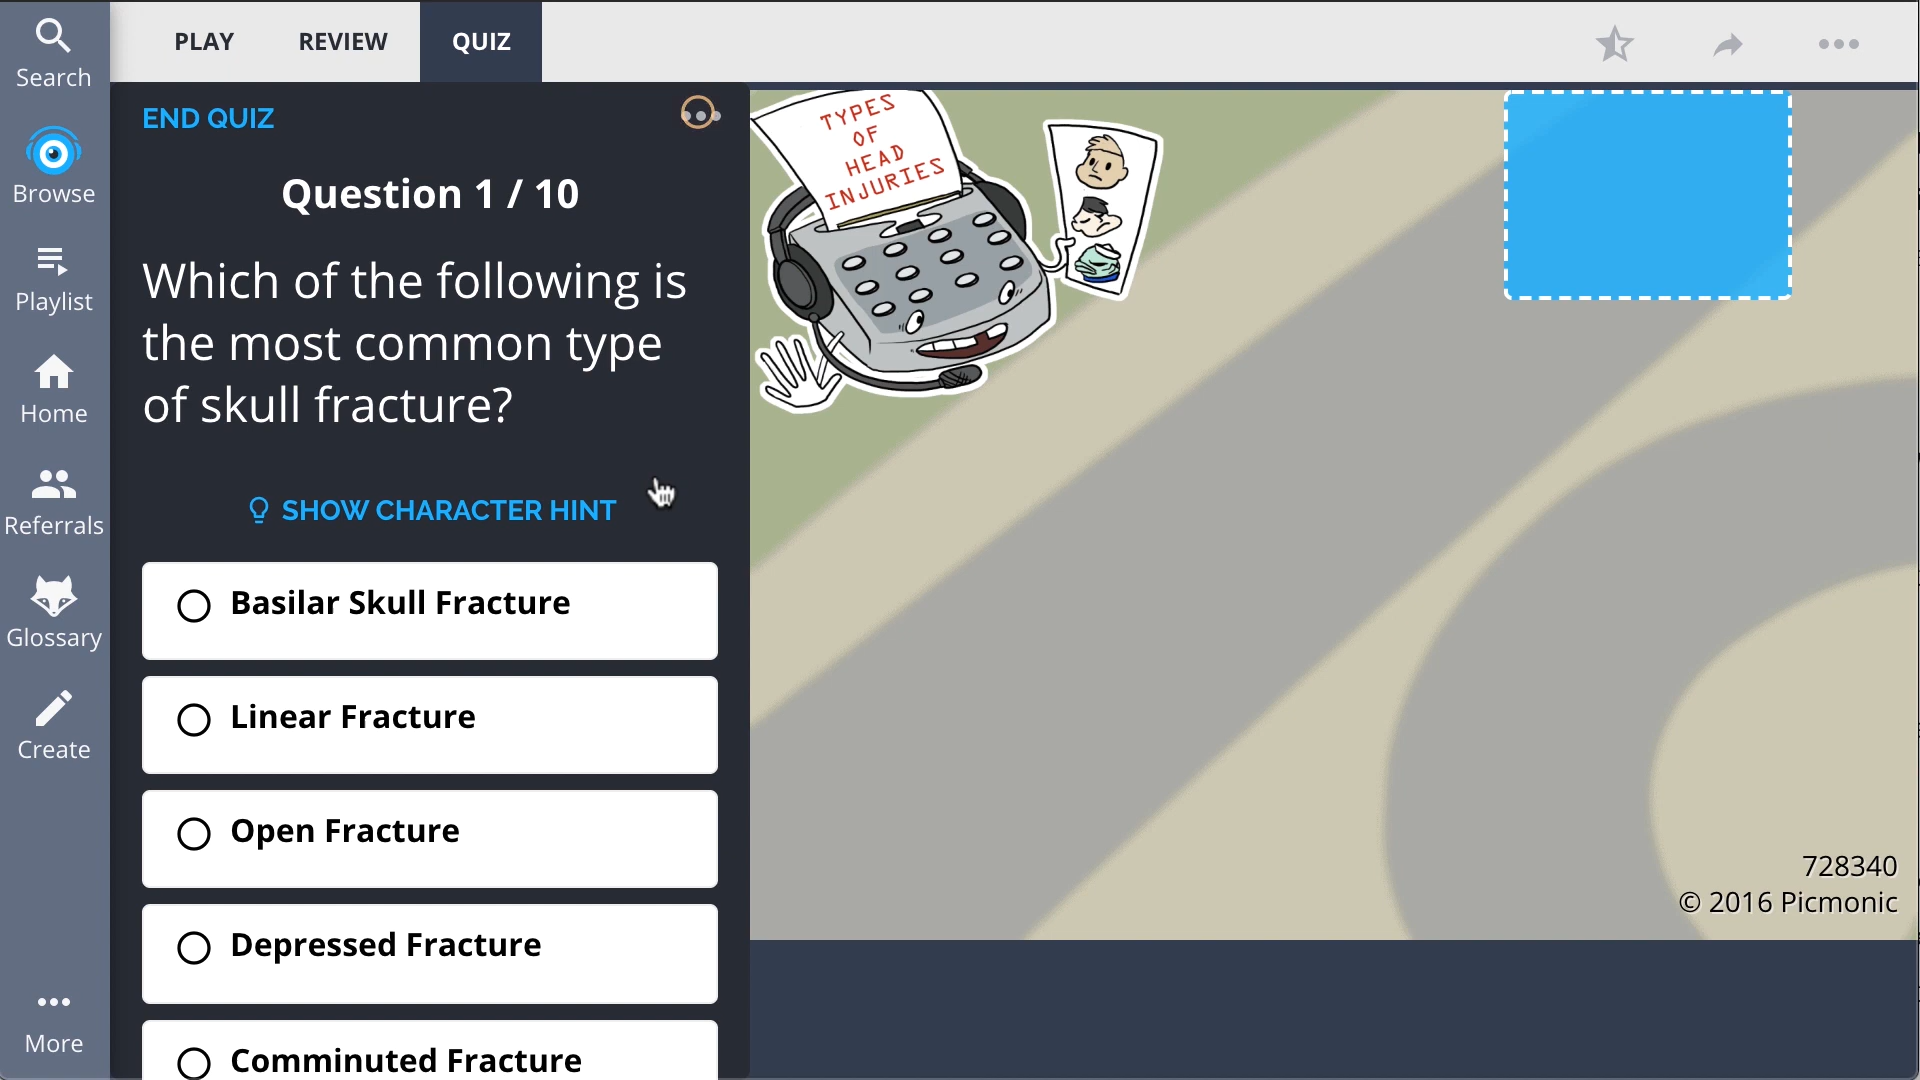 Search
Browse
Playlist
Home
Referrals
Glossary
Create
More
PLAY
REVIEW
QUIZ
END QUIZ
Question 1 / 10
Which of the following is
the most common type
of skull fracture?
SHOW CHARACTER HINT
Basilar Skull Fracture
Linear Fracture
Open Fracture
Depressed Fracture
Comminuted Fracture
TYPES
OF
HEAD
INJURIES
728340
© 2016 Picmonic